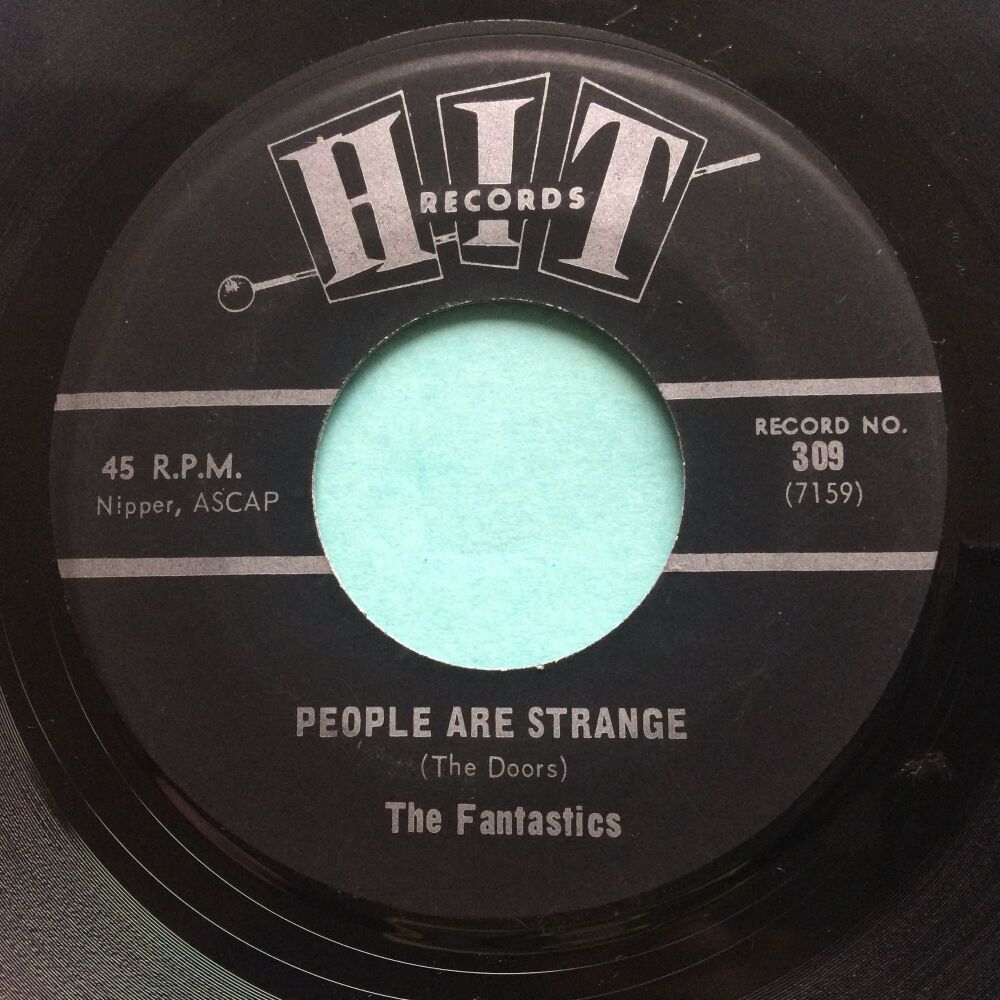 HIT
RECORDS
45 R.P.M.
Nipper, ASCAP
RECORD NO.
309
(7159)
PEOPLE ARE STRANGE
(The Doors)
The Fantastics